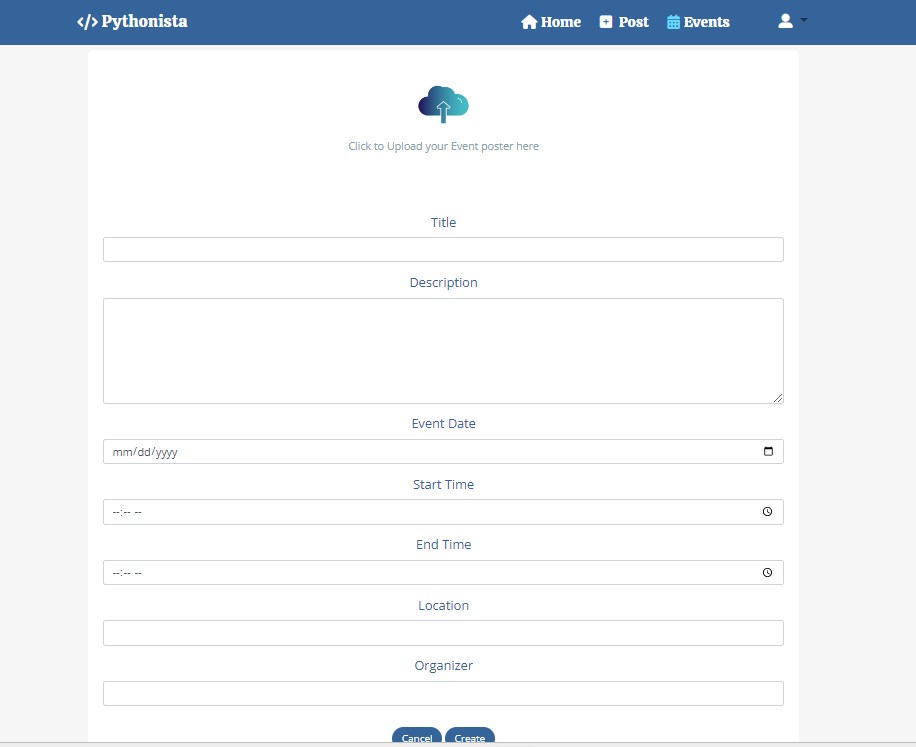 </> Pythonista Home Post Events
Click to Upload your Event poster here
Title
Description
Event Date
mm/dd/yyyy
Start Time
--:-- --
End Time
--:-- --
Location
Organizer
Cancel Create